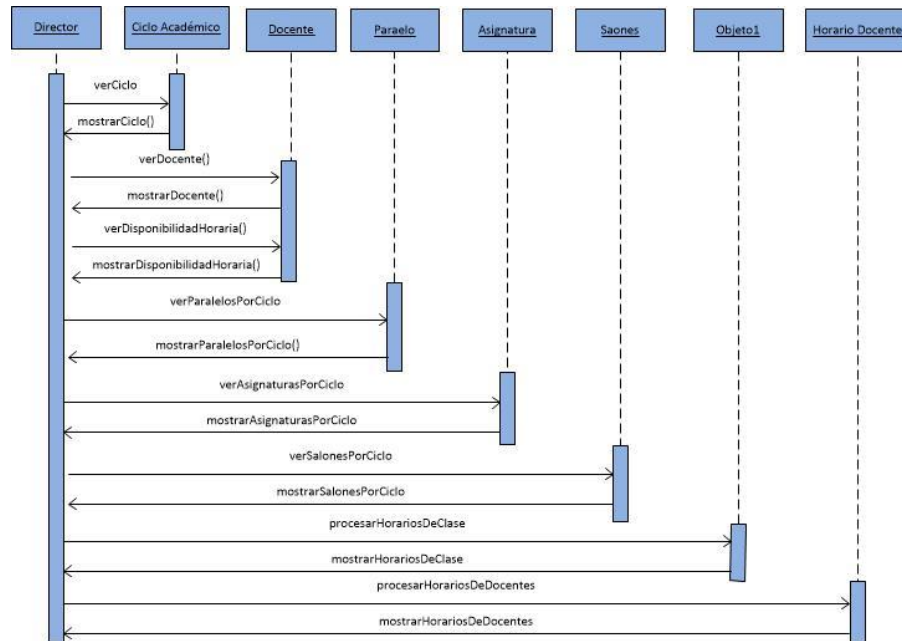 Director
Ciclo Académico
Docente
Paraelo
Asignatura
Saones
Objeto1
Horario Docente
verCiclo
mostrarCiclo()
verDocente()
mostrarDocente()
verDisponibilidadHoraria()
mostrarDisponibilidadHoraria()
verParalelosPorCiclo
mostrarParalelosPorCiclo()
verAsignaturasPorCiclo
mostrarAsignaturasPorCiclo
verSalonesPorCiclo
mostrarSalonesPorCiclo
procesarHorariosDeClase
mostrarHorariosDeClase
procesarHorariosDeDocentes
mostrarHorariosDeDocentes